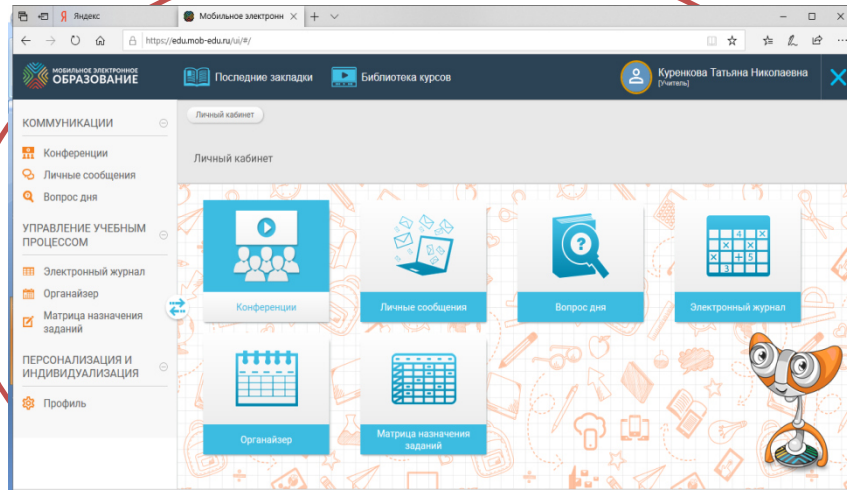 Яндекс
Мобильное электронн
https://edu.mob-edu.ru/ui/#/
МОБИЛЬНОЕ ЭЛЕКТРОННОЕ
ОБРАЗОВАНИЕ
Последние закладки
Библиотека курсов
Куренкова Татьяна Николаевна
[Учитель]
КОММУНИКАЦИИ
Конференции
Личные сообщения
Вопрос дня
УПРАВЛЕНИЕ УЧЕБНЫМ
ПРОЦЕССОМ
Электронный журнал
Органайзер
Матрица назначения
заданий
ПЕРСОНАЛИЗАЦИЯ И
ИНДИВИДУАЛИЗАЦИЯ
Профиль
Личный кабинет
Личный кабинет
Конференции
Личные сообщения
Вопрос дня
Электронный журнал
Органайзер
Матрица назначения
заданий